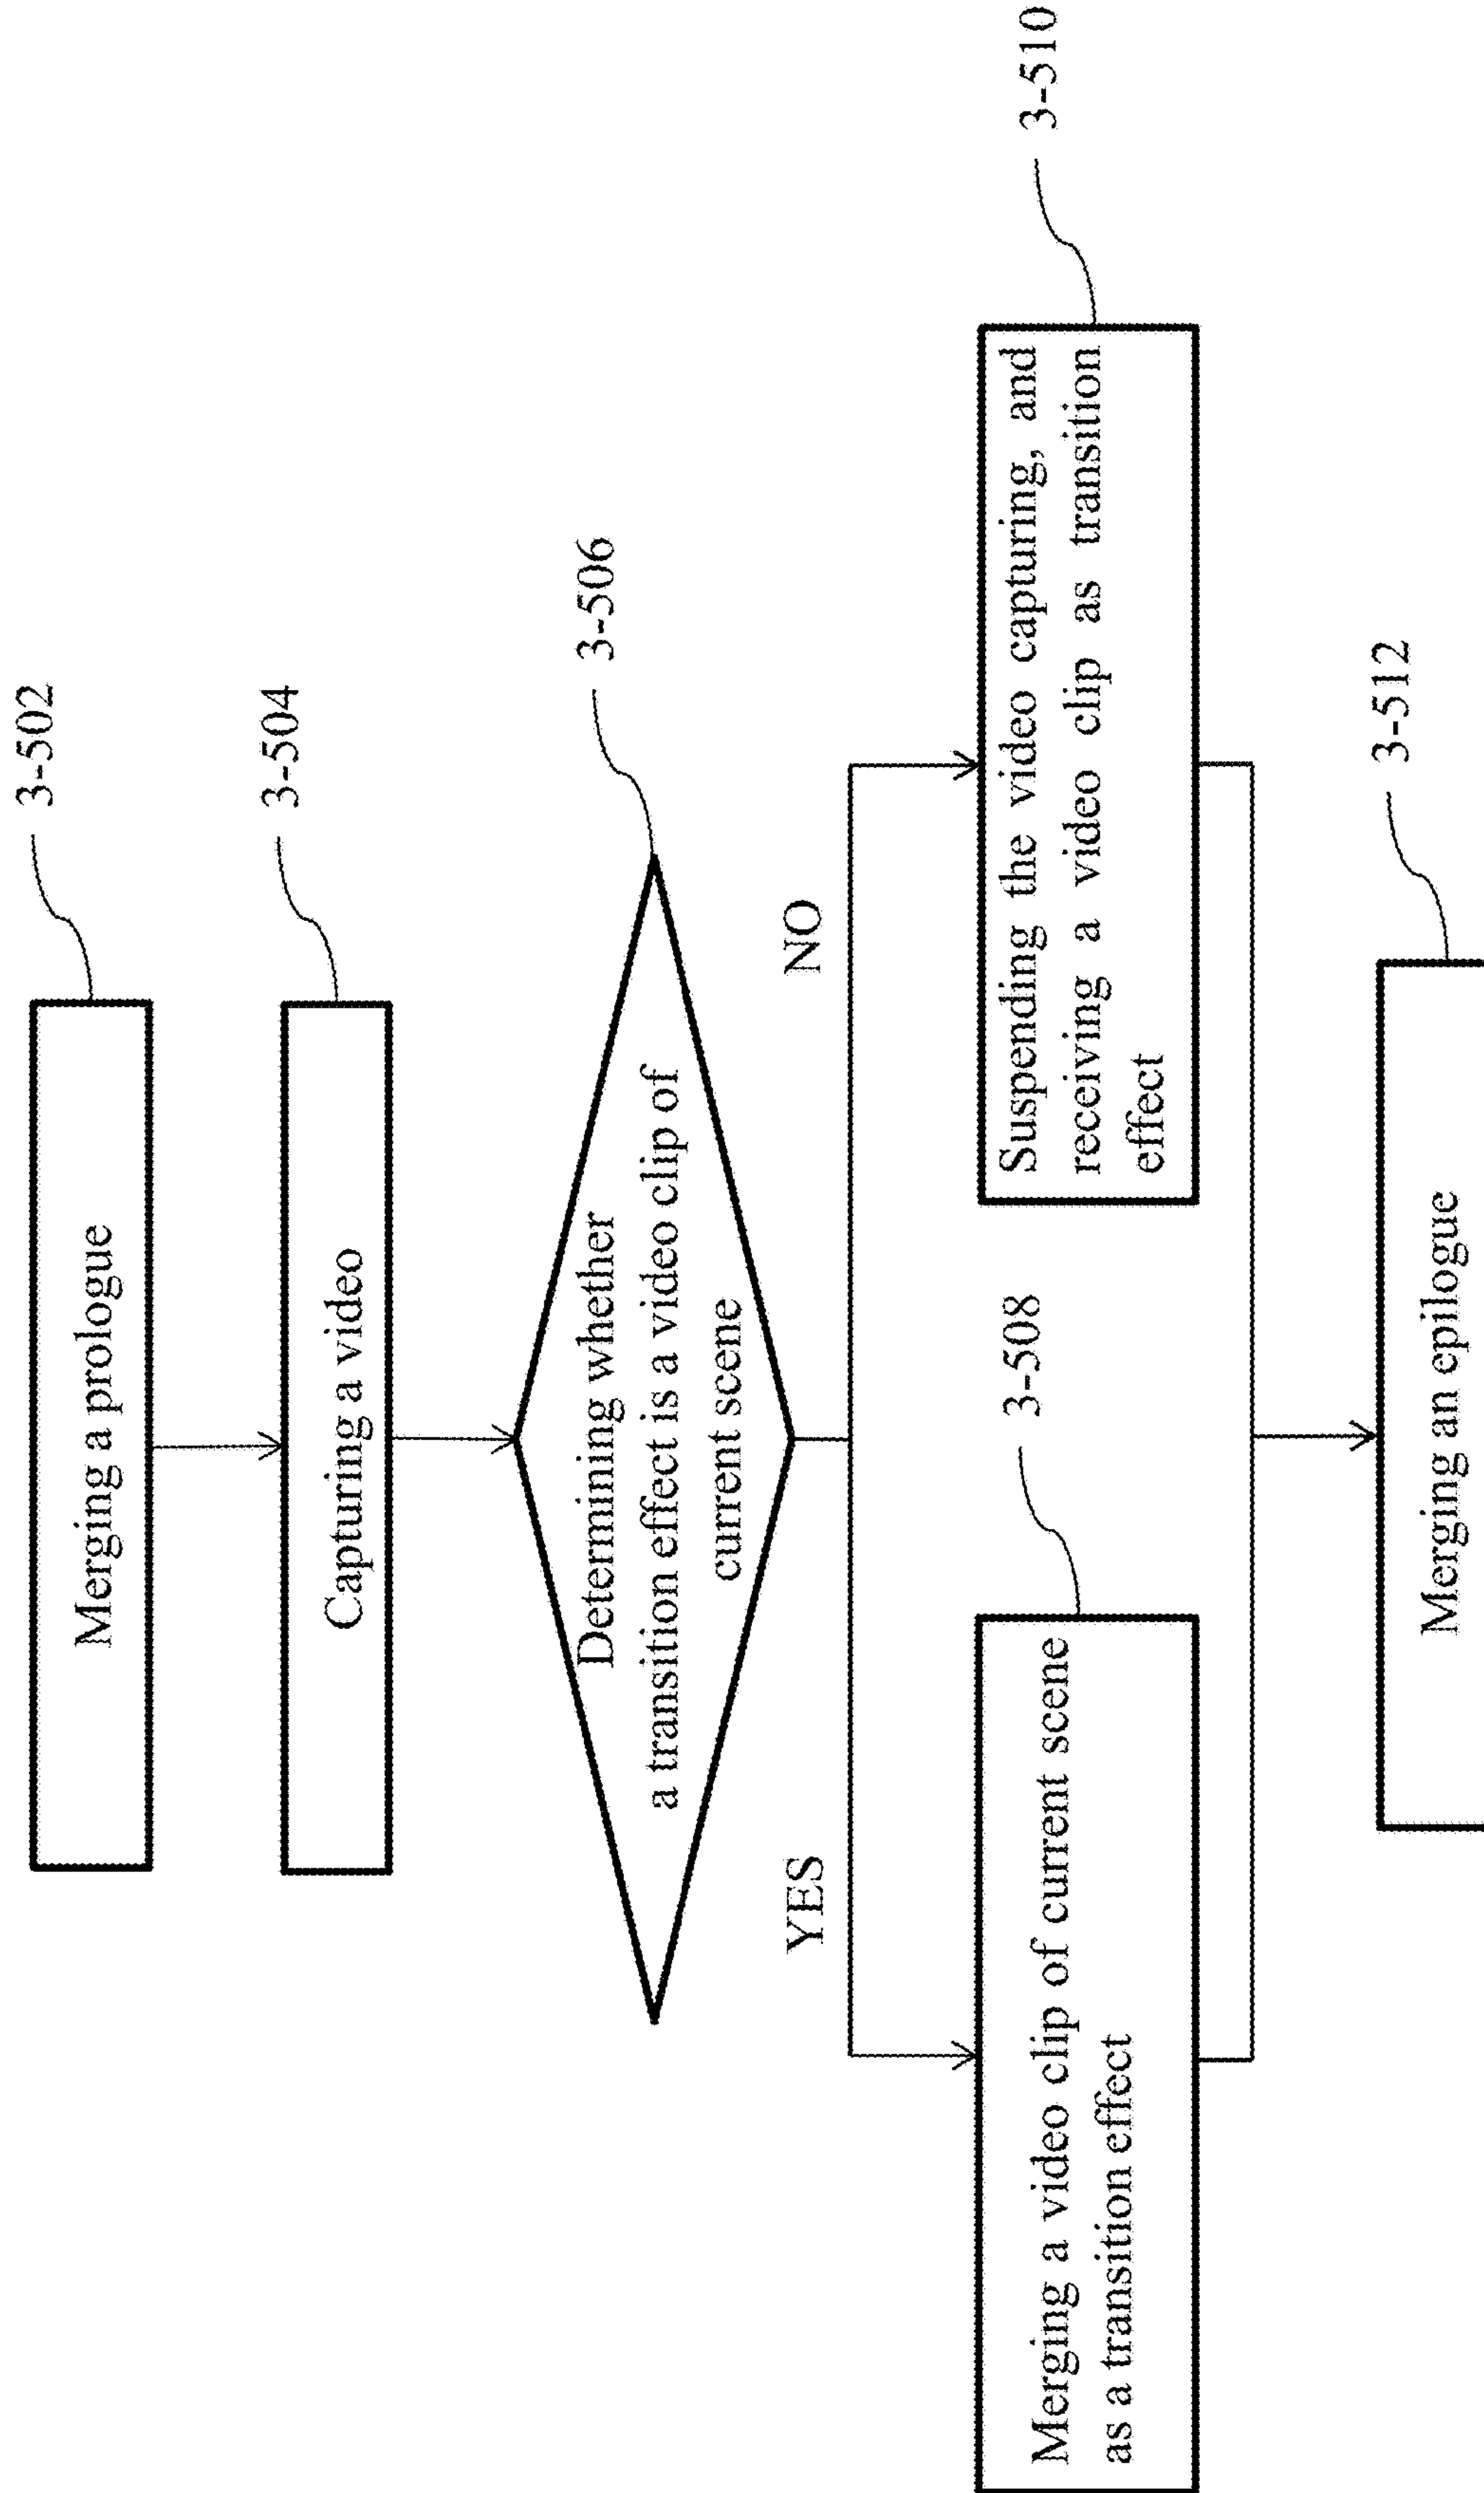 3-502
Merging a prologue
3-504
Capturing a video
3-506
Determining whether
a transition effect is a video clip of
current scene
YES
NO
3-508
Merging a video clip of current scene
as a transition effect
3-510
Suspending the video capturing, and
receiving a video clip as transition
effect
3-512
Merging an epilogue